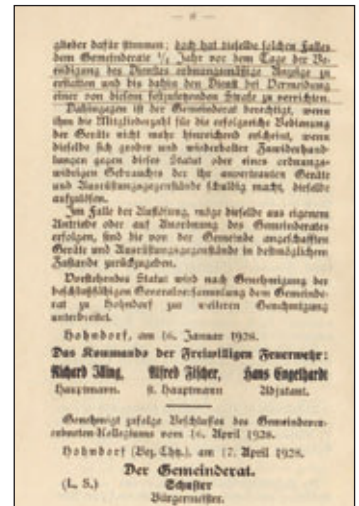 — 8 —
glieder dafür stimmen; doch hat dieselbe solchen Falles
dem Gemeinderate ½ Jahr vor dem Tage der Be-
endigung des Dienstes ordnungsmäßige Anzeige zu
erstatten und bis dahin den Dienst bei Vermeidung
einer von diesem festzusetzenden Strafe zu verrichten.
Dahingegen ist der Gemeinderat berechtigt, wenn
ihm die Mitgliederzahl für die erfolgreiche Bedienung
der Geräte nicht mehr hinreichend erscheint, wenn
dieselbe sich grober und wiederholter Zuwiderhand-
lungen gegen dieses Statut oder eines ordnungs-
widrigen Gebrauches der ihr anvertrauten Geräte
und Ausrüstungsgegenstände schuldig macht, dieselbe
aufzulösen.
Im Falle der Auflösung, möge dieselbe aus eigenem
Antriebe oder auf Anordnung des Gemeinderates
erfolgen, sind die von der Gemeinde angeschafften
Geräte und Ausrüstungsgegenstände in bestmöglichem
Zustande zurückzugeben.
Vorstehendes Statut wird nach Genehmigung der
beschlußfähigen Generalversammlung dem Gemeinde-
rat zu Hohndorf zur weiteren Genehmigung
unterbreitet.
Hohndorf, am 16. Januar 1928.
Das Kommando der Freiwilligen Feuerwehr:
Richard Illing, Alfred Fischer, Hans Engelhardt
Hauptmann. st. Hauptmann Adjutant.
Genehmigt zufolge Beschlusses des Gemeindever-
ordneten-Kollegiums vom 16. April 1928.
Hohndorf (Bez. Chtz.), am 17. April 1928.
Der Gemeinderat.
(L. S.) Schuster
Bürgermeister.